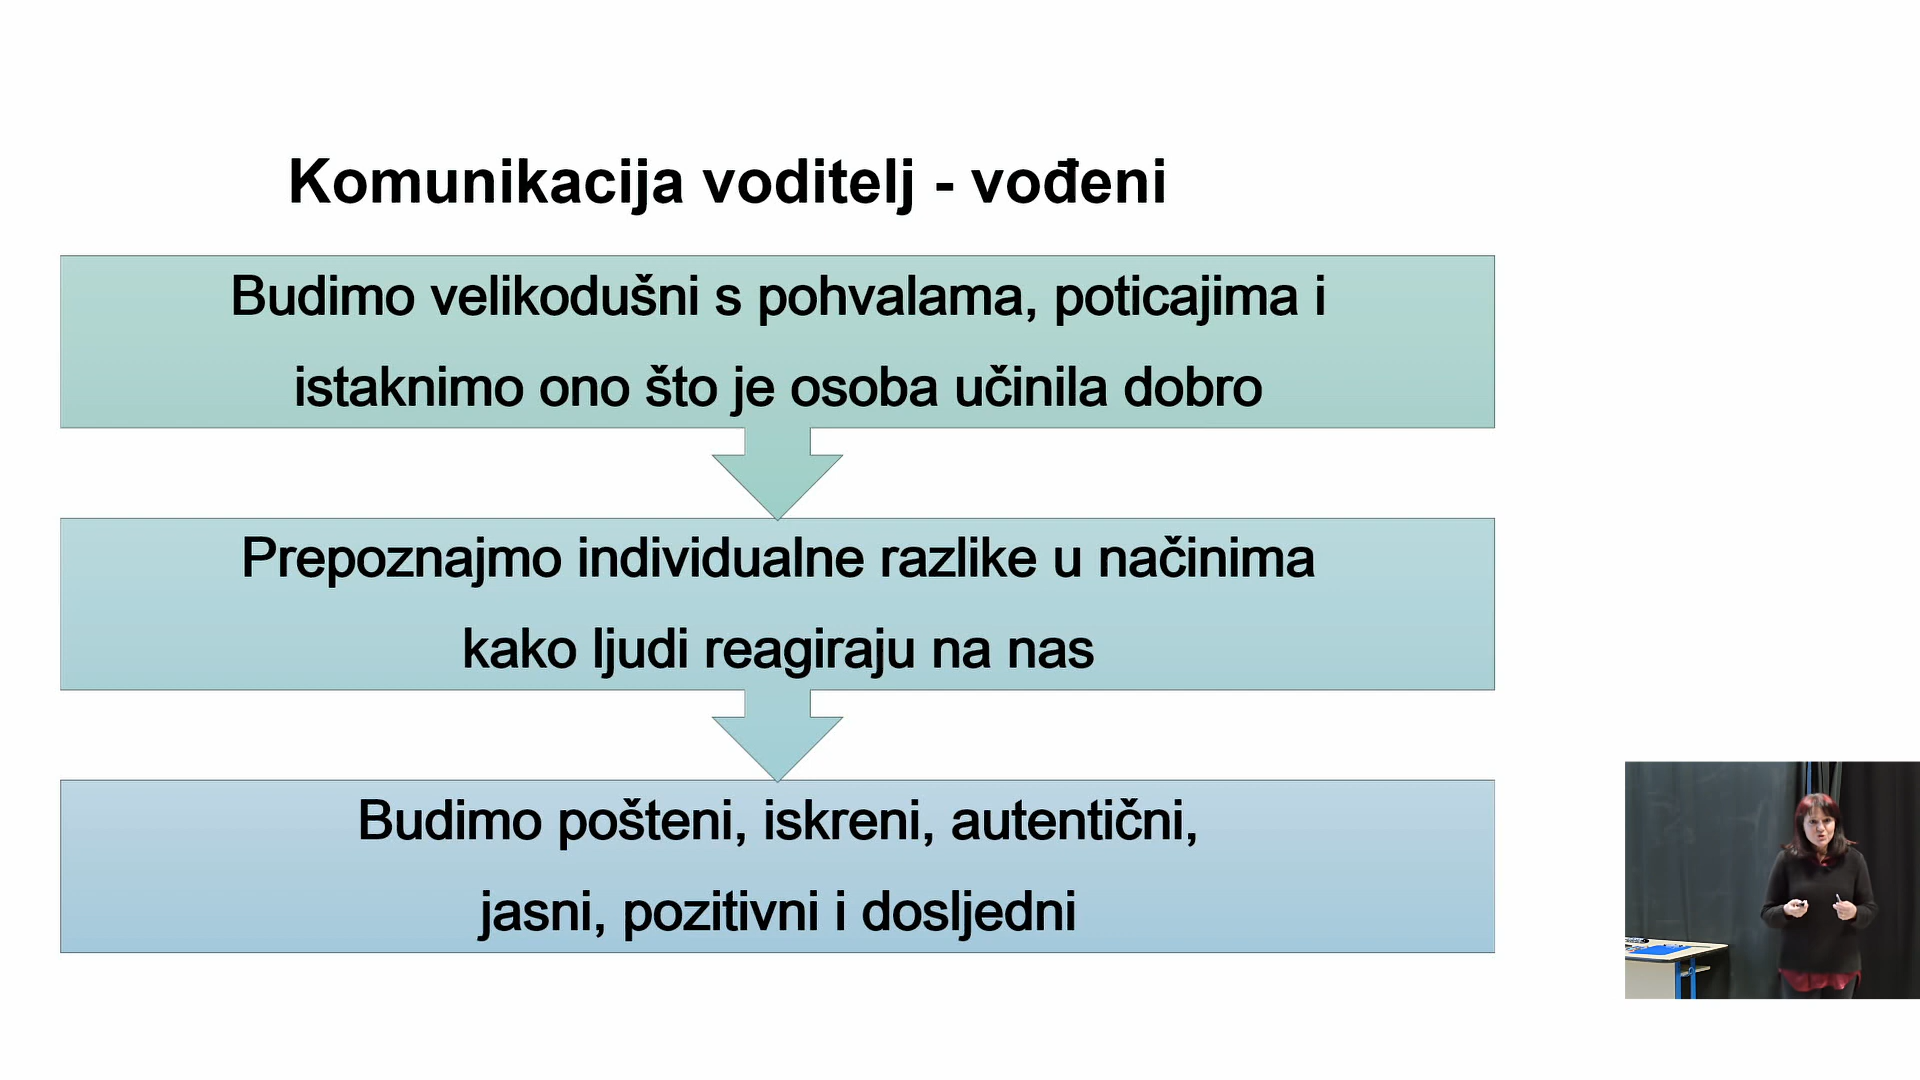 Komunikacija voditelj - vođeni
Budimo velikodušni s pohvalama, poticajima i
istaknimo ono što je osoba učinila dobro
Prepoznajmo individualne razlike u načinima
kako ljudi reagiraju na nas
Budimo pošteni, iskreni, autentični,
jasni, pozitivni i dosljedni